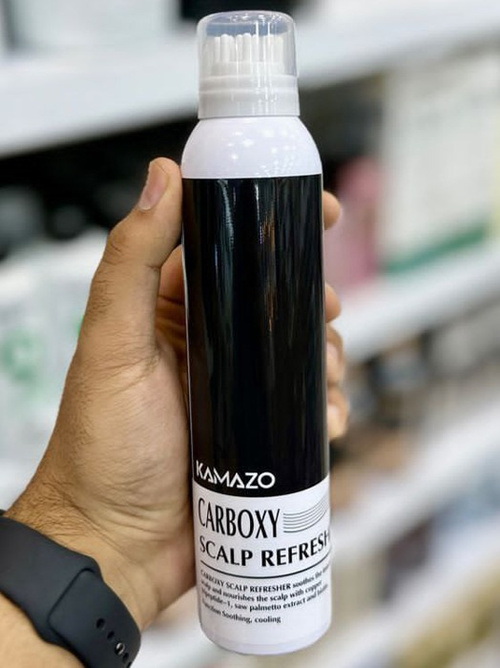 KAMAZO
CARBOXY
SCALP REFRESH
CARBOXY SCALP REFRESHER soothes the
scalp and nourishes the scalp with copper
tripeptide-1, saw palmetto extract and
Function Soothing, cooling